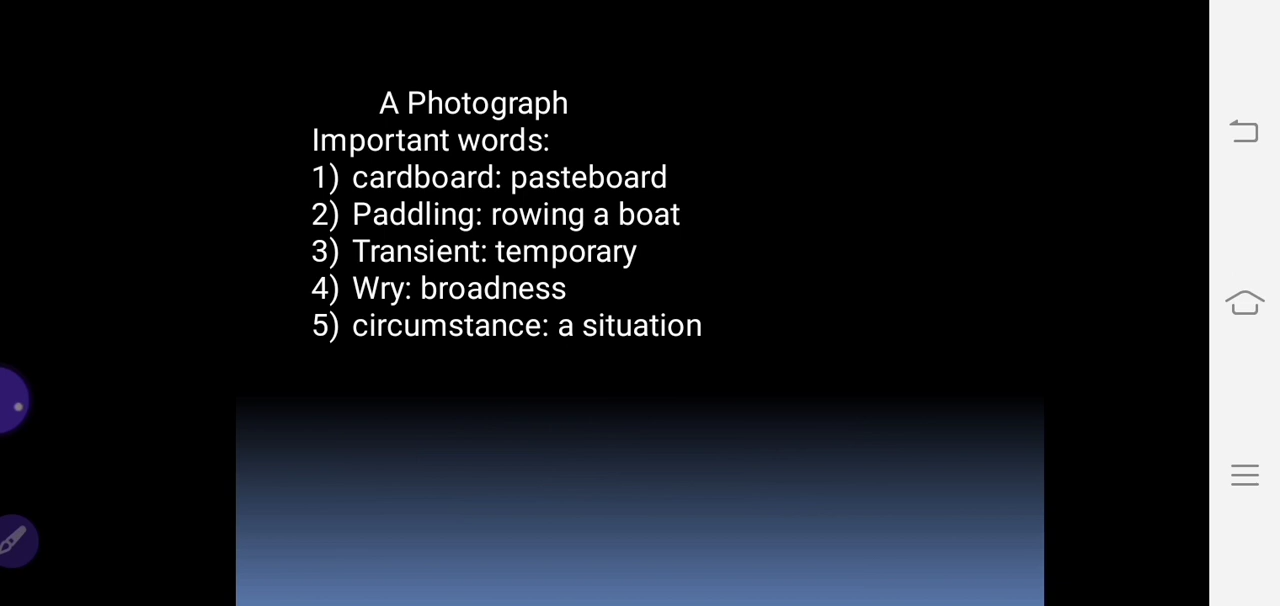 A Photograph
Important words:
1) cardboard: pasteboard
2) Paddling: rowing a boat
3) Transient: temporary
4) Wry: broadness
5) circumstance: a situation